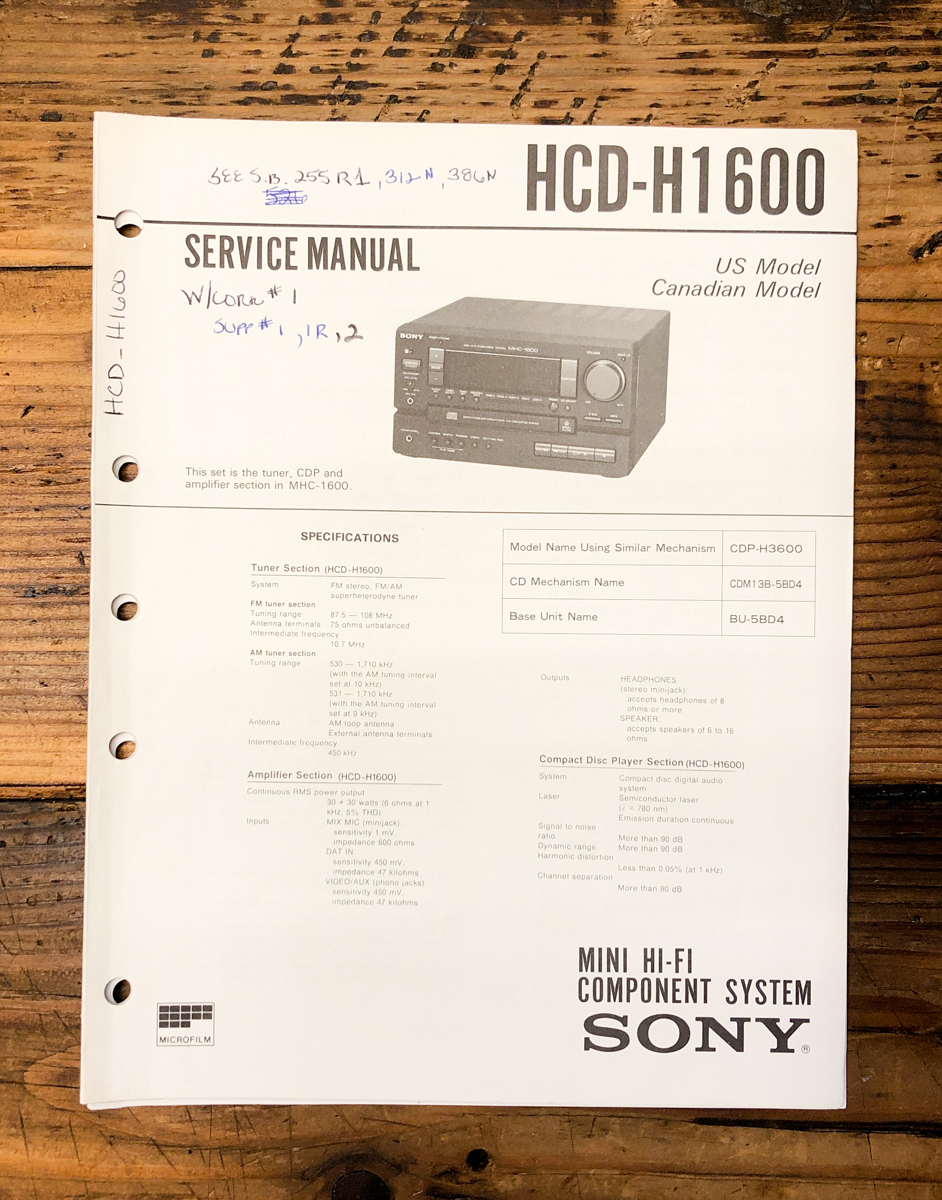 SEE S.B. 255R1, 312N, 386N
HCD-H1600
SERVICE MANUAL
US Model
Canadian Model
W/CORR # 1
SUPP # 1, 1R, 2
HCD-H1600
SONY
MHC-1600
VOLUME
This set is the tuner, CDP and
amplifier section in MHC-1600.
SPECIFICATIONS
Tuner Section (HCD-H1600)
System FM stereo, FM/AM
superheterodyne tuner
FM tuner section
Tuning range 87.5 — 108 MHz
Antenna terminals 75 ohms unbalanced
Intermediate frequency
10.7 MHz
AM tuner section
Tuning range 530 — 1,710 kHz
(with the AM tuning interval
set at 10 kHz)
531 — 1,710 kHz
(with the AM tuning interval
set at 9 kHz)
Antenna AM loop antenna
External antenna terminals
Intermediate frequency
450 kHz
Amplifier Section (HCD-H1600)
Continuous RMS power output
30 + 30 watts (6 ohms at 1
kHz, 5% THD)
Inputs MIX MIC (minijack):
sensitivity 1 mV,
impedance 600 ohms
DAT IN:
sensitivity 450 mV,
impedance 47 kilohms
VIDEO/AUX (phono jacks):
sensitivity 450 mV,
impedance 47 kilohms
Model Name Using Similar Mechanism CDP-H3600
CD Mechanism Name CDM13B-5BD4
Base Unit Name BU-5BD4
Outputs HEADPHONES
(stereo minijack):
accepts headphones of 8
ohms or more
SPEAKER
accepts speakers of 6 to 16
ohms
Compact Disc Player Section (HCD-H1600)
System Compact disc digital audio
system
Laser Semiconductor laser
(λ = 780 nm)
Emission duration continuous
Signal to noise
ratio More than 90 dB
Dynamic range More than 90 dB
Harmonic distortion
Less than 0.05% (at 1 kHz)
Channel separation
More than 90 dB
MICROFILM
MINI HI-FI
COMPONENT SYSTEM
SONY®